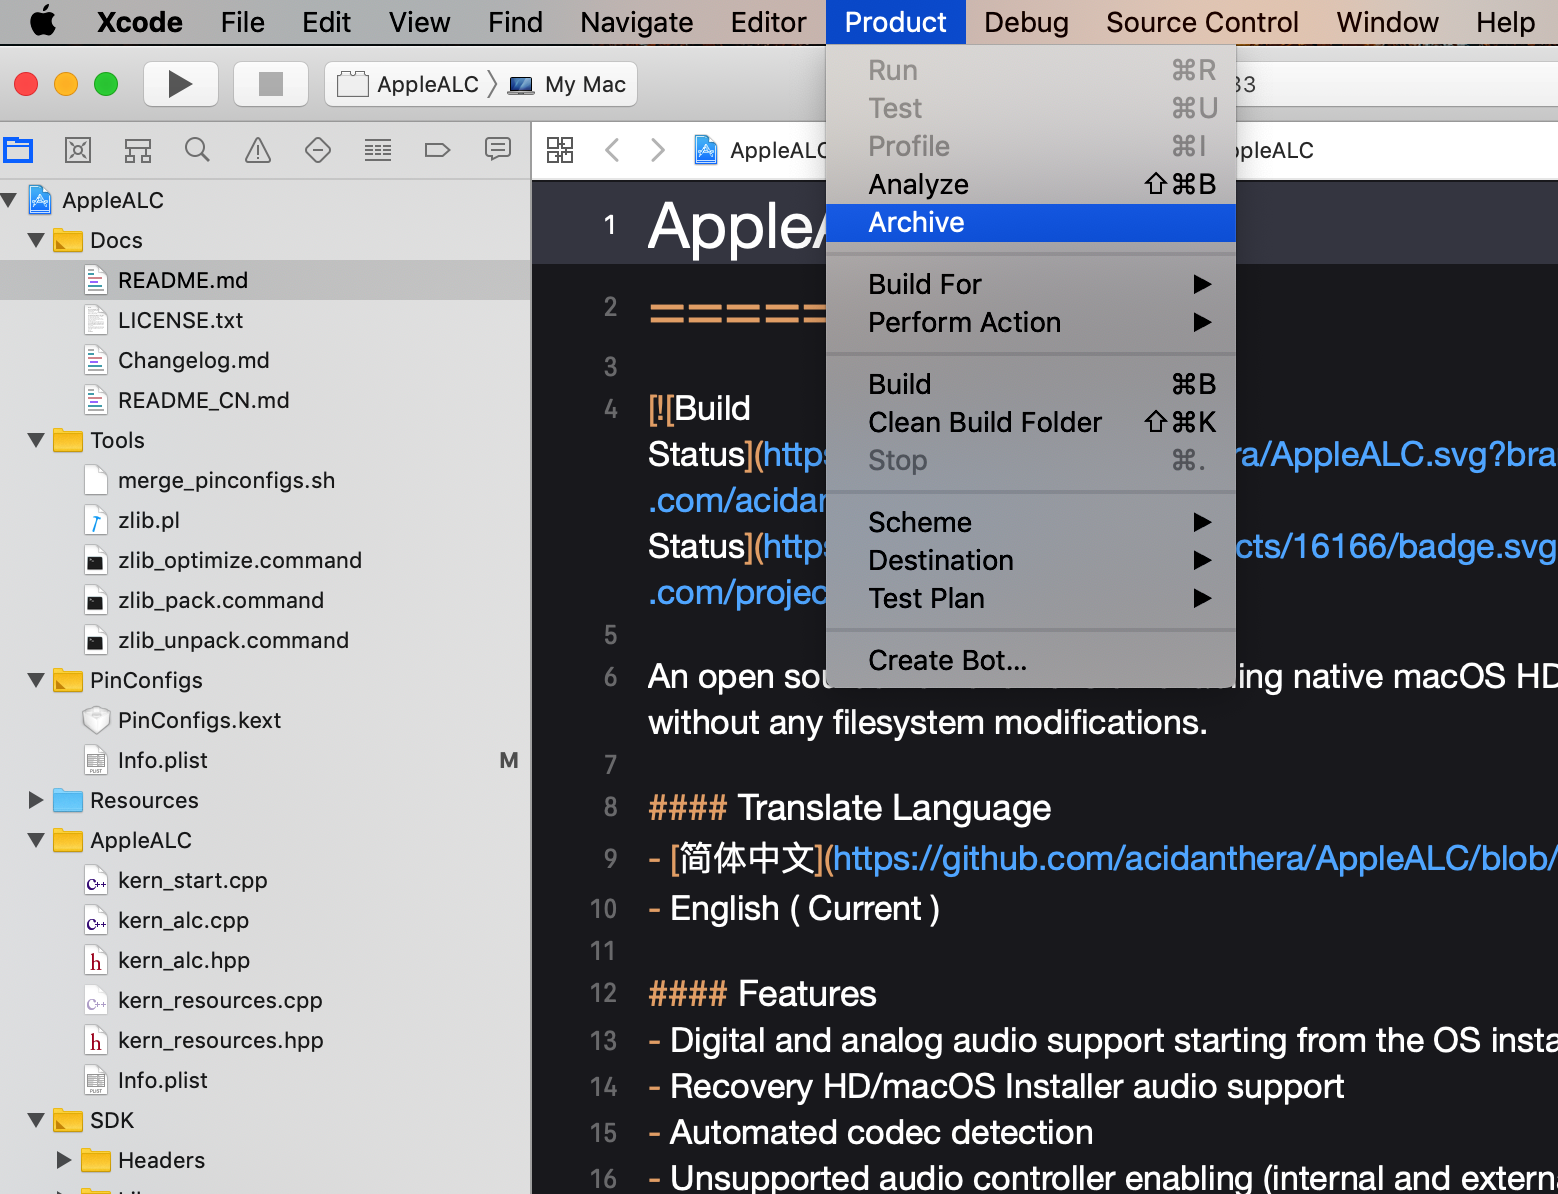 Xcode File Edit View Find Navigate Editor Product Debug Source Control Window Help
AppleALC My Mac
33
AppleALC
AppleALC
Docs
README.md
LICENSE.txt
Changelog.md
README_CN.md
Tools
merge_pinconfigs.sh
zlib.pl
zlib_optimize.command
zlib_pack.command
zlib_unpack.command
PinConfigs
PinConfigs.kext
Info.plist M
Resources
AppleALC
kern_start.cpp
kern_alc.cpp
kern_alc.hpp
kern_resources.cpp
kern_resources.hpp
Info.plist
SDK
Headers
Run ⌘R
Test ⌘U
Profile ⌘I
Analyze ⇧⌘B
Archive
Build For ▶
Perform Action ▶
Build ⌘B
Clean Build Folder ⇧⌘K
Stop ⌘.
Scheme ▶
Destination ▶
Test Plan ▶
Create Bot...
1 Apple
2 =====
3
4 [![Build
Status](https ra/AppleALC.svg?bra
.com/acidan
Status](https cts/16166/badge.svg
.com/projec
5
6 An open sou ing native macOS HD
without any filesystem modifications.
7
8 #### Translate Language
9 - [简体中文](https://github.com/acidanthera/AppleALC/blob/
10 - English ( Current )
11
12 #### Features
13 - Digital and analog audio support starting from the OS insta
14 - Recovery HD/macOS Installer audio support
15 - Automated codec detection
16 - Unsupported audio controller enabling (internal and extern